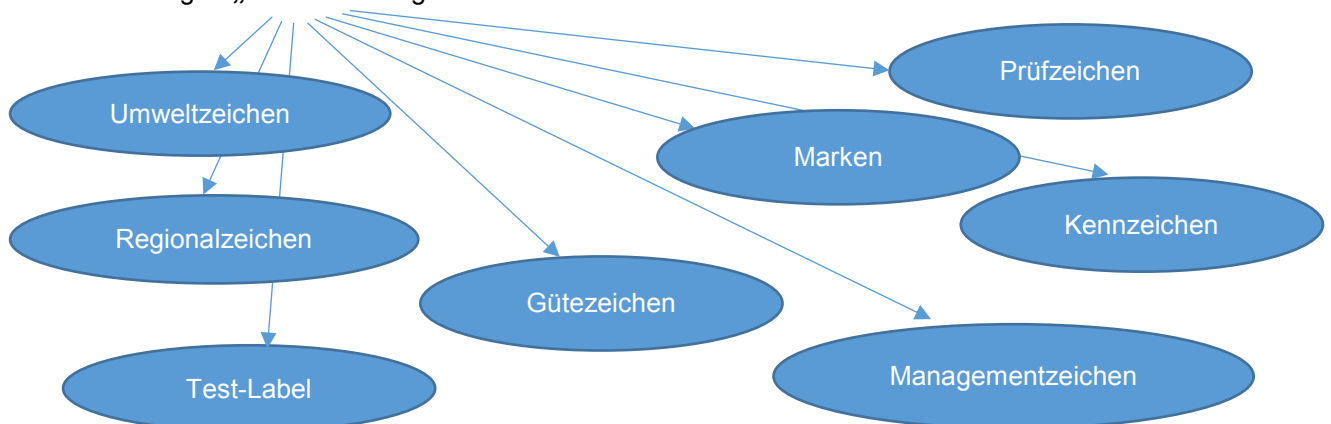 Prüfzeichen
Umweltzeichen
Marken
Kennzeichen
Regionalzeichen
Gütezeichen
Managementzeichen
Test-Label